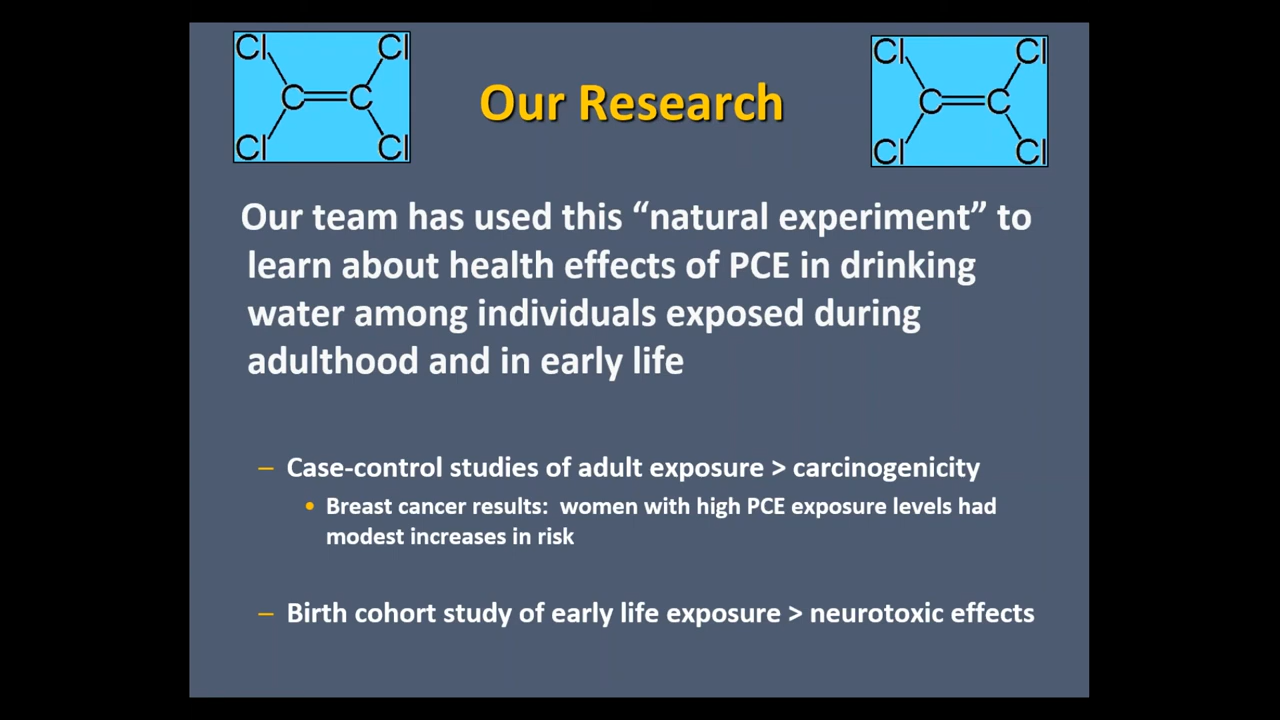 Cl Cl Cl Cl
C C Our Research C C
Cl Cl Cl Cl
Our team has used this “natural experiment” to
learn about health effects of PCE in drinking
water among individuals exposed during
adulthood and in early life
– Case-control studies of adult exposure > carcinogenicity
• Breast cancer results:  women with high PCE exposure levels had
modest increases in risk
– Birth cohort study of early life exposure > neurotoxic effects